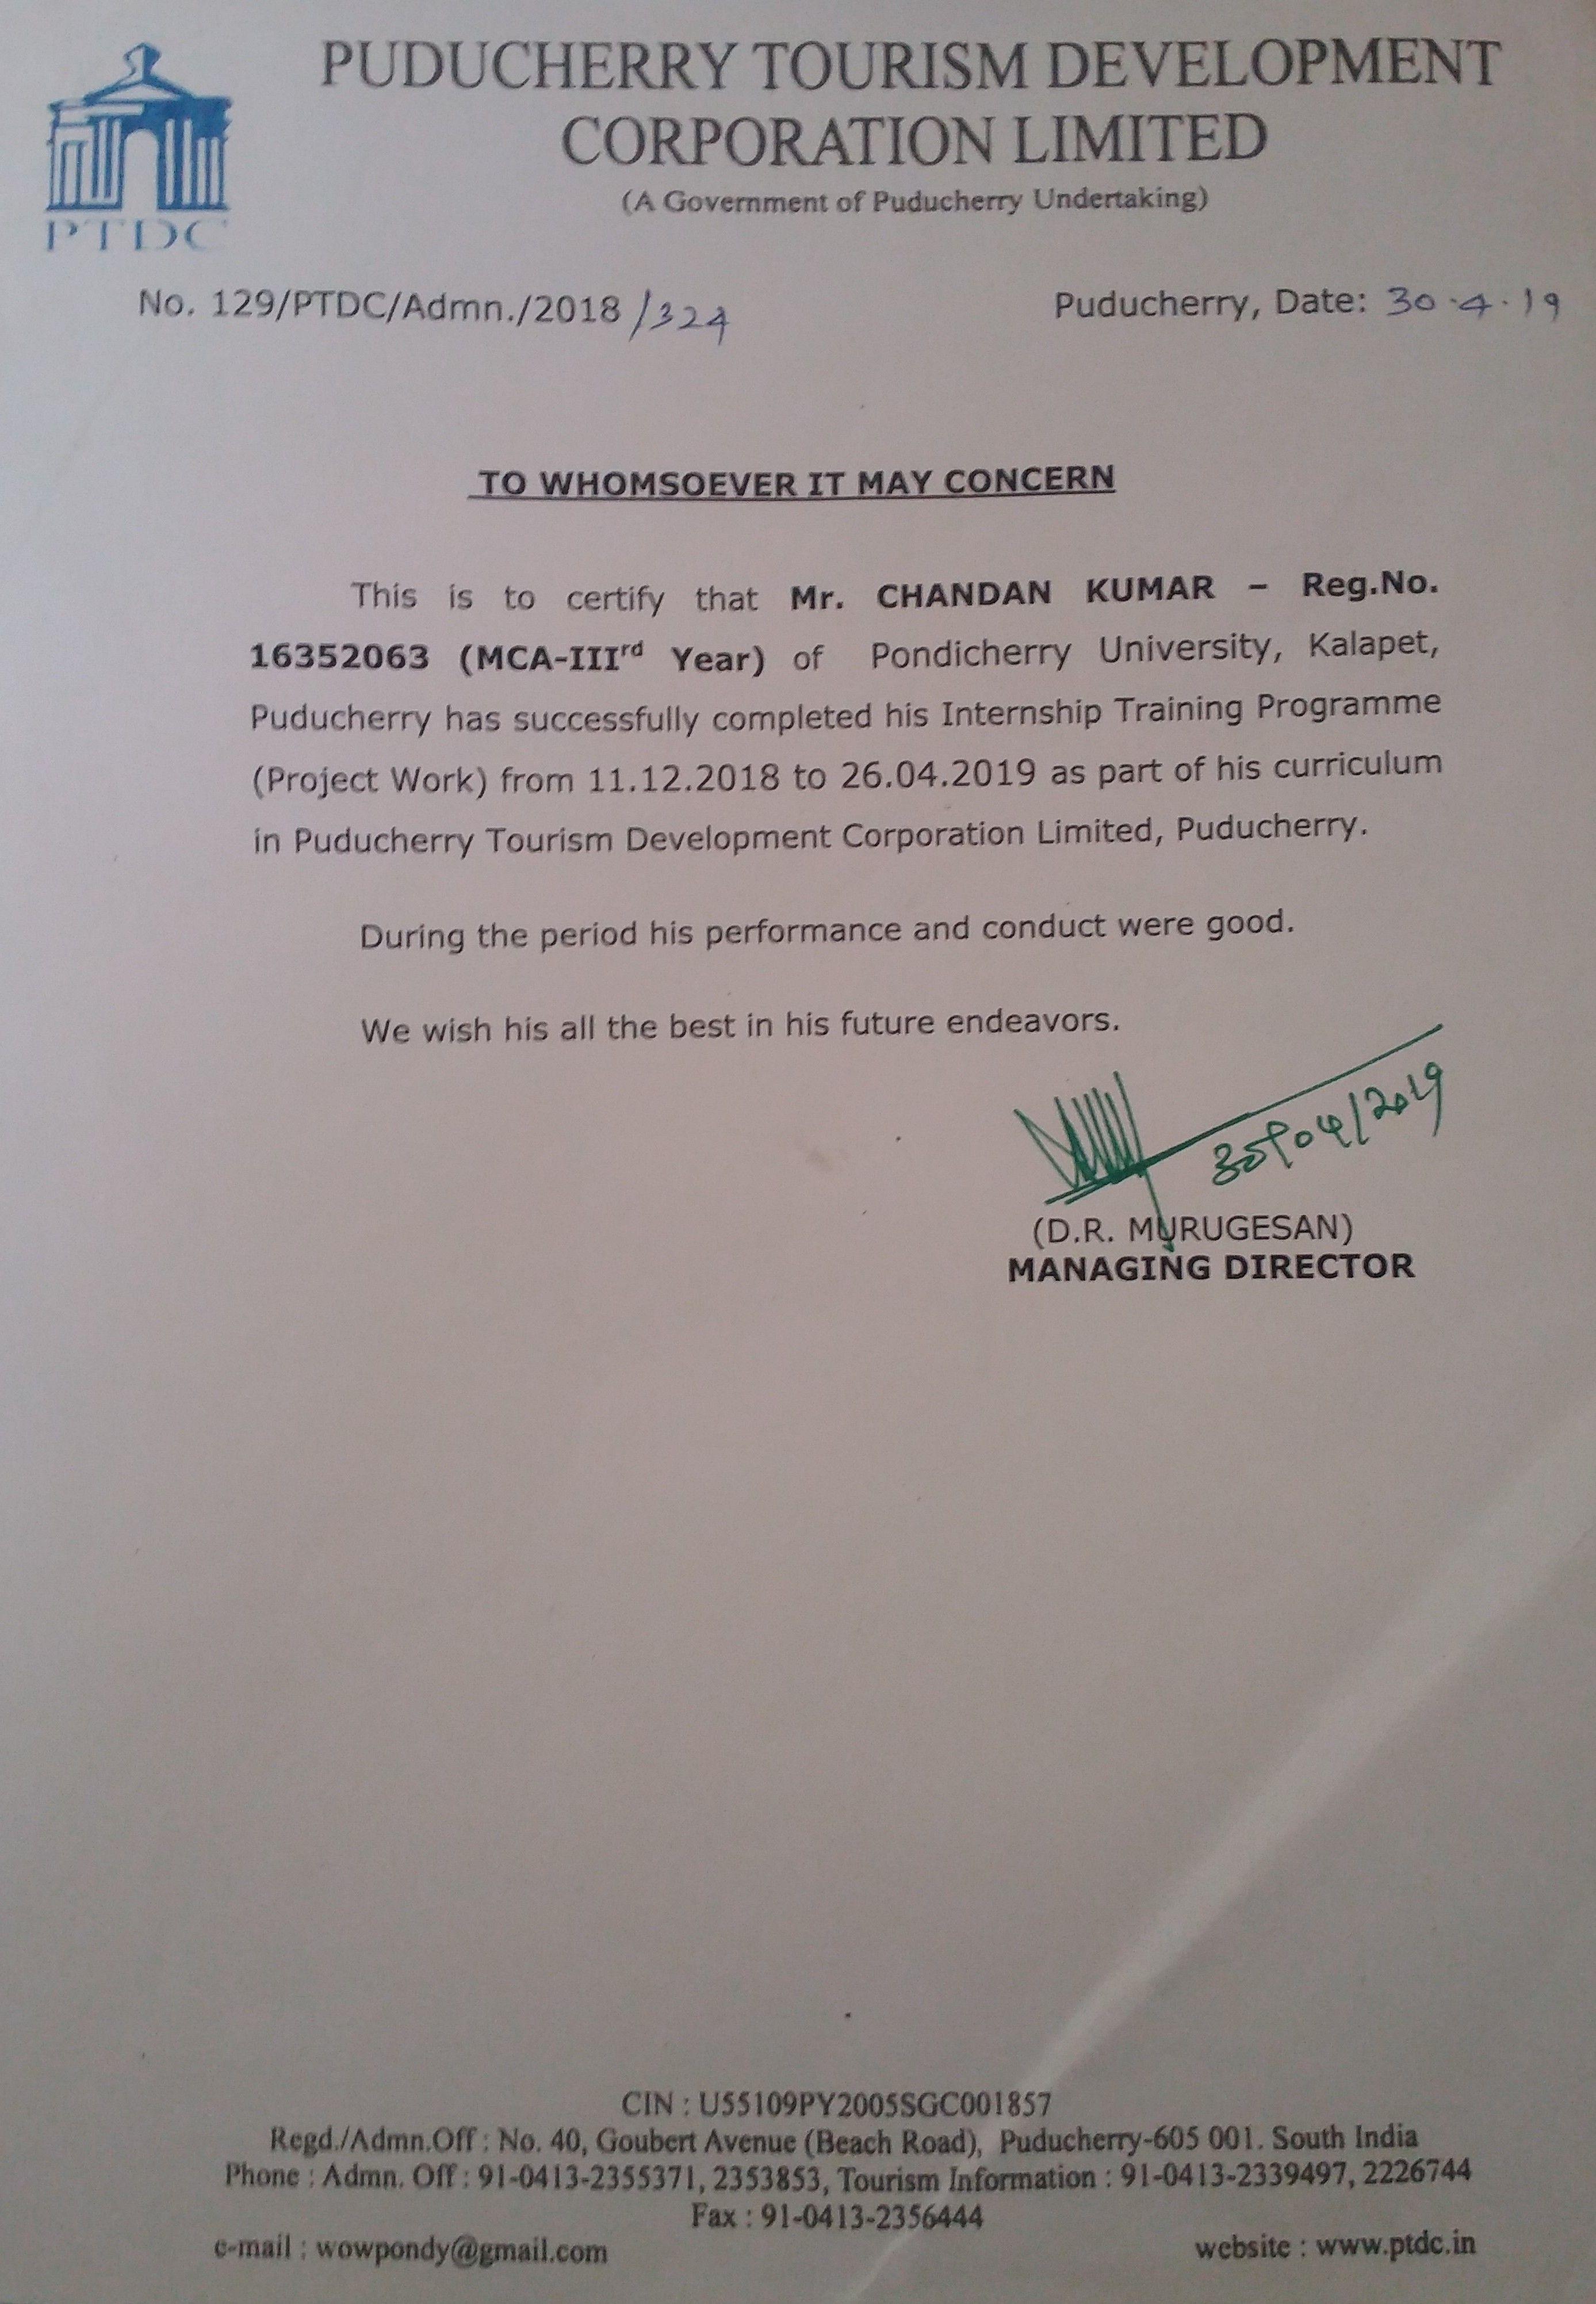 PUDUCHERRY TOURISM DEVELOPMENT
CORPORATION LIMITED
(A Government of Puducherry Undertaking)
PTDC
No. 129/PTDC/Admn./2018 /324
Puducherry, Date: 30.4.19
TO WHOMSOEVER IT MAY CONCERN
This is to certify that Mr. CHANDAN KUMAR – Reg.No.
16352063 (MCA-IIIrd Year) of Pondicherry University, Kalapet,
Puducherry has successfully completed his Internship Training Programme
(Project Work) from 11.12.2018 to 26.04.2019 as part of his curriculum
in Puducherry Tourism Development Corporation Limited, Puducherry.
During the period his performance and conduct were good.
We wish his all the best in his future endeavors.
30/04/2019
(D.R. MURUGESAN)
MANAGING DIRECTOR
CIN : U55109PY2005SGC001857
Regd./Admn.Off : No. 40, Goubert Avenue (Beach Road), Puducherry-605 001. South India
Phone : Admn. Off : 91-0413-2355371, 2353853, Tourism Information : 91-0413-2339497, 2226744
Fax : 91-0413-2356444
e-mail : wowpondy@gmail.com
website : www.ptdc.in